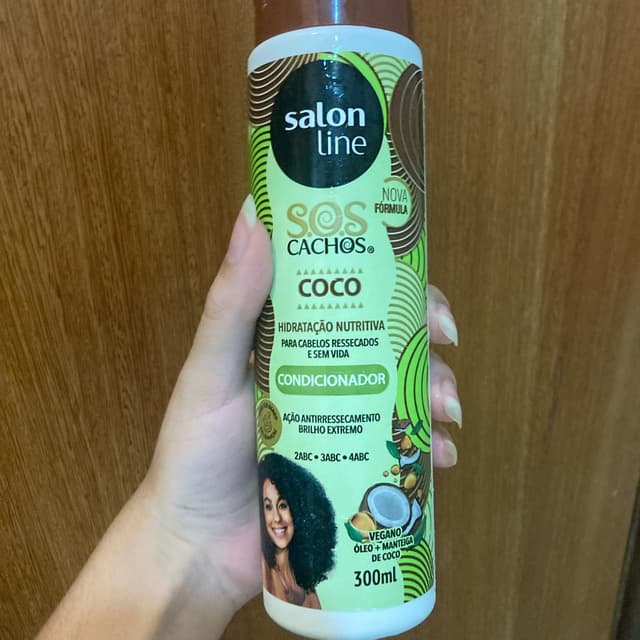 salon
line
NOVA
FÓRMULA
S.O.S
CACHOS®
COCO
HIDRATAÇÃO NUTRITIVA
PARA CABELOS RESSECADOS
E SEM VIDA
CONDICIONADOR
AÇÃO ANTIRRESSECAMENTO
BRILHO EXTREMO
2ABC • 3ABC • 4ABC
VEGANO
ÓLEO + MANTEIGA
DE COCO
300ml